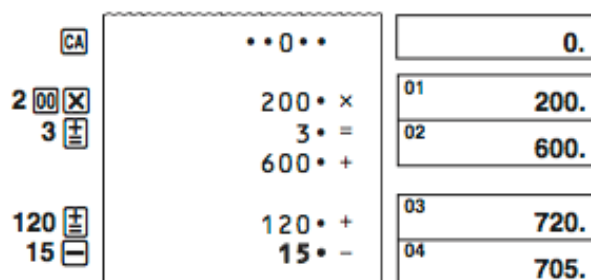 CA ••0•• 0.
2 00 X 200• × 01 200.
3 ± 3• = 02 600.
600• +
120 ± 120• + 03 720.
15 − 15• − 04 705.